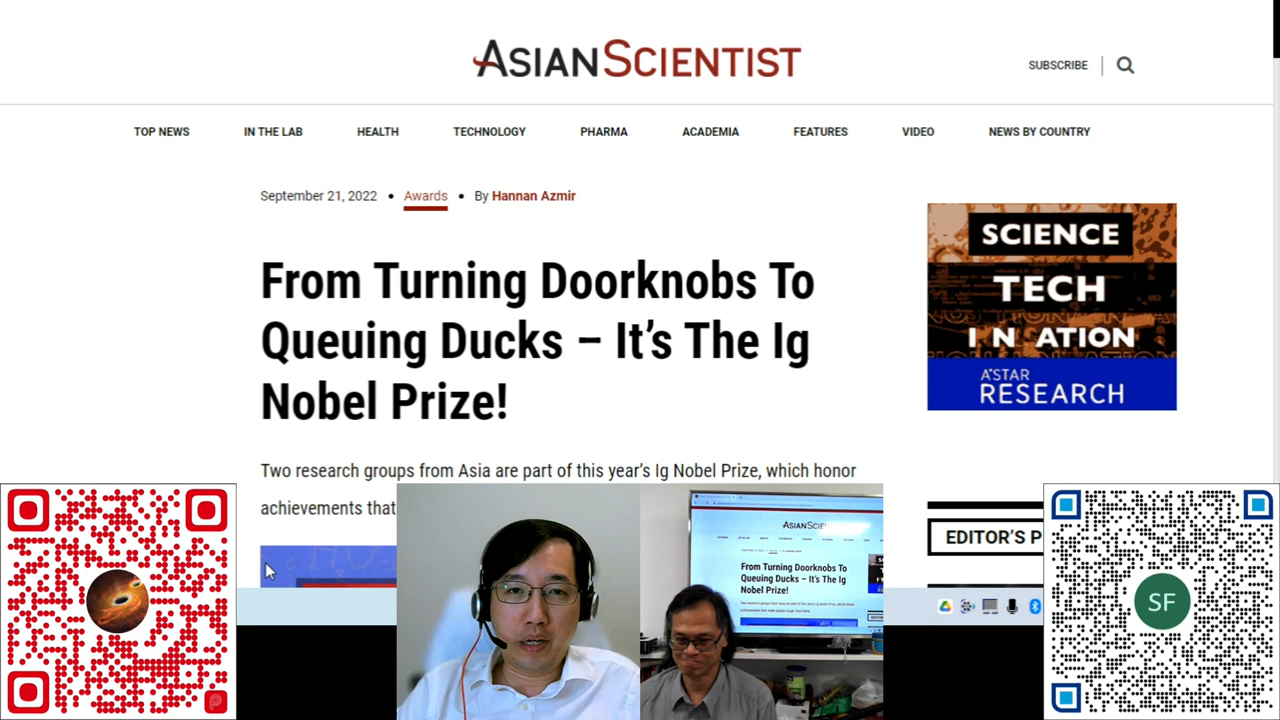 ASIANSCIENTIST
SUBSCRIBE
TOP NEWS IN THE LAB HEALTH TECHNOLOGY PHARMA ACADEMIA FEATURES VIDEO NEWS BY COUNTRY
September 21, 2022 • Awards • By Hannan Azmir
From Turning Doorknobs To
Queuing Ducks – It’s The Ig
Nobel Prize!
Two research groups from Asia are part of this year’s Ig Nobel Prize, which honor
achievements that
SCIENCE
TECH
I N ATION
A*STAR
RESEARCH
EDITOR’S P
SF
ASIANSCIE
From Turning Doorknobs To
Queuing Ducks – It’s The Ig
Nobel Prize!